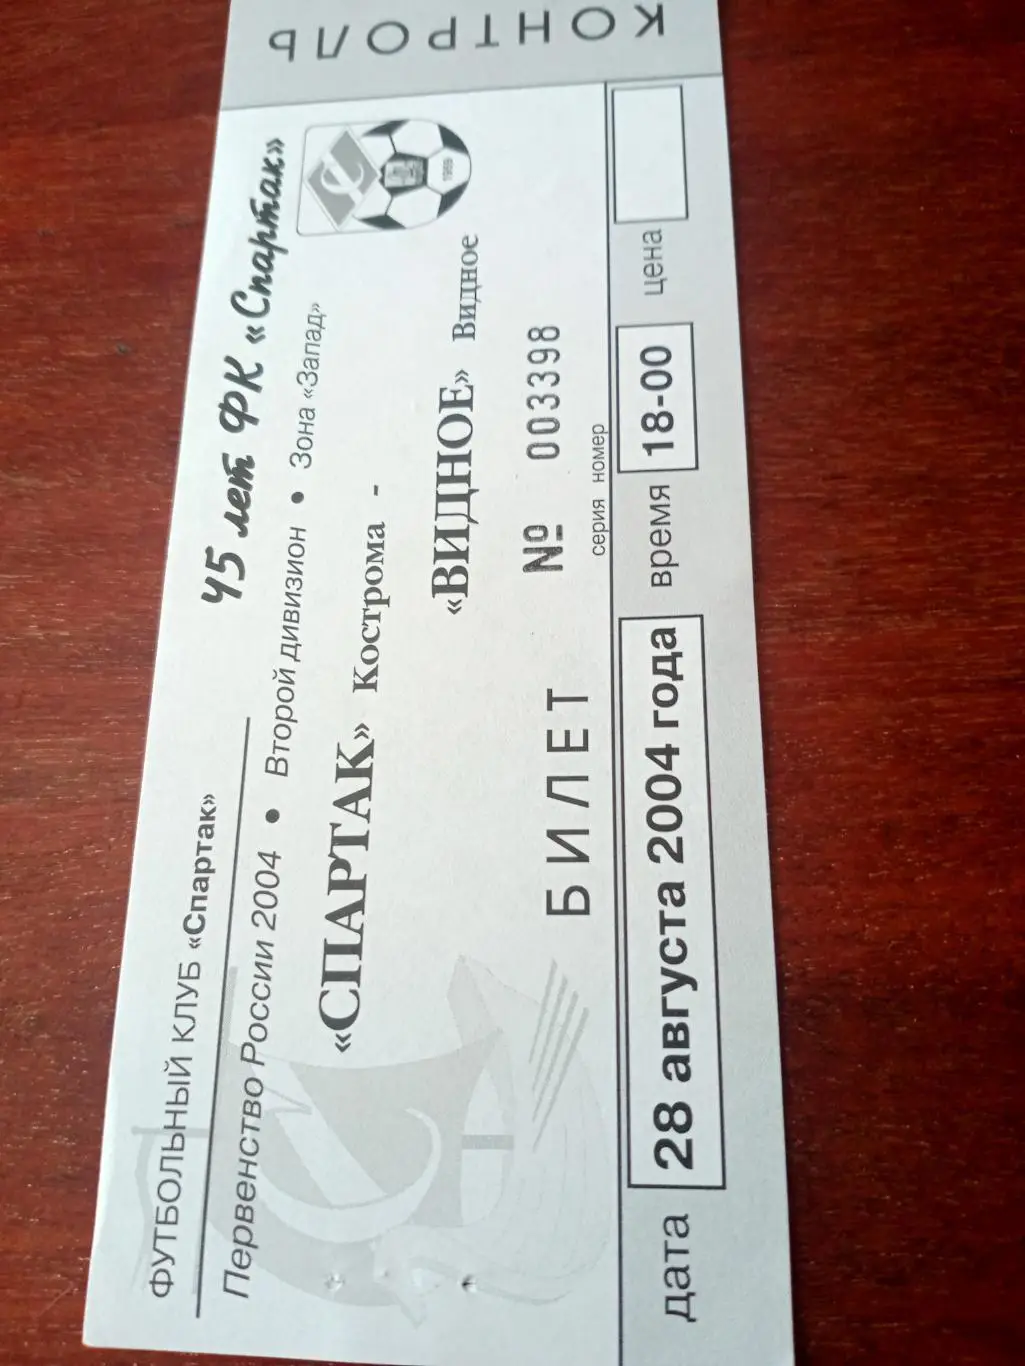 ФУТБОЛЬНЫЙ КЛУБ «Спартак»
45 лет ФК «Спартак»
Первенство России 2004 • Второй дивизион • Зона «Запад»
1959
«СПАРТАК» Кострома -
«ВИДНОЕ» Видное
БИЛЕТ № 003398
серия номер
дата 28 августа 2004 года время 18-00 цена
КОНТРОЛЬ